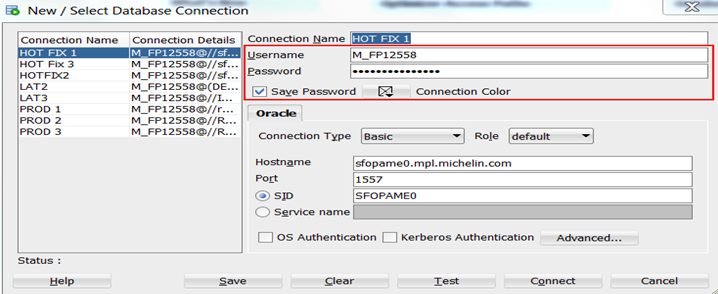 New / Select Database Connection
Connection Name Connection Details
HOT FIX 1 M_FP12558@//sf...
HOT Fix 3 M_FP12558@//sf...
HOTFIX2 M_FP12558@//sf...
LAT2 M_FP12558@(DE...
LAT3 M_FP12558@//I...
PROD 1 M_FP12558@//r...
PROD 2 M_FP12558@//R...
PROD 3 M_FP12558@//R...
Connection Name HOT FIX 1
Username M_FP12558
Password •••••••••••••••
Save Password Connection Color
Oracle
Connection Type Basic Role default
Hostname sfopame0.mpl.michelin.com
Port 1557
SID SFOPAME0
Service name
OS Authentication Kerberos Authentication Advanced...
Status :
Help Save Clear Test Connect Cancel